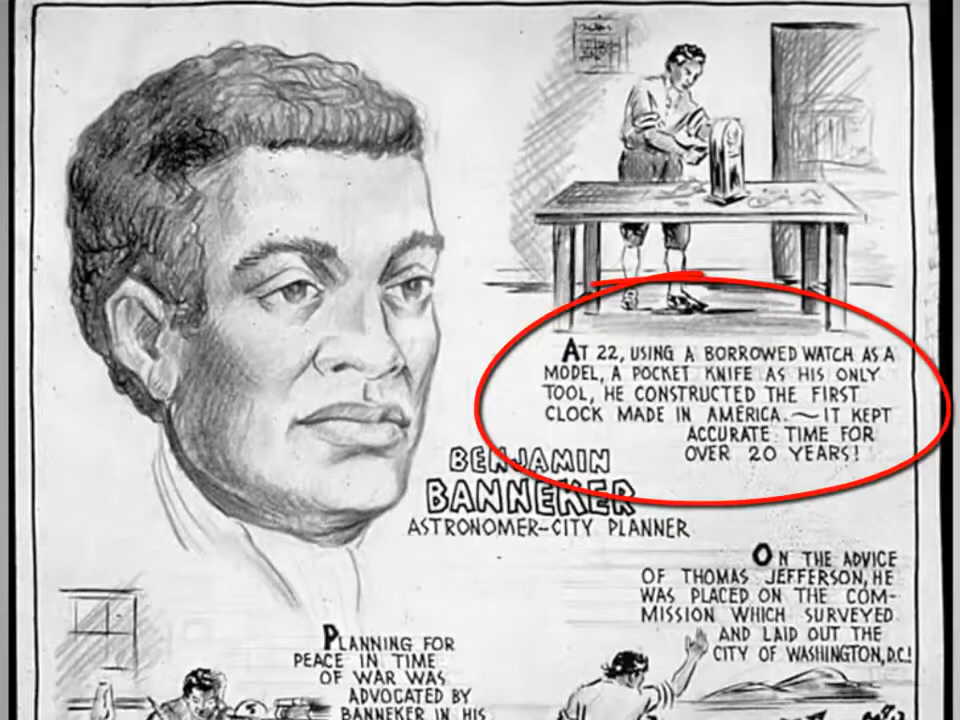 AT 22, USING A BORROWED WATCH AS A
MODEL, A POCKET KNIFE AS HIS ONLY
TOOL, HE CONSTRUCTED THE FIRST
CLOCK MADE IN AMERICA.~IT KEPT
ACCURATE TIME FOR
OVER 20 YEARS!
BENJAMIN
BANNEKER
ASTRONOMER-CITY PLANNER
ON THE ADVICE
OF THOMAS JEFFERSON, HE
WAS PLACED ON THE COM-
MISSION WHICH SURVEYED
AND LAID OUT THE
CITY OF WASHINGTON, D.C.!
PLANNING FOR
PEACE IN TIME
OF WAR WAS
ADVOCATED BY
BANNEKER IN HIS